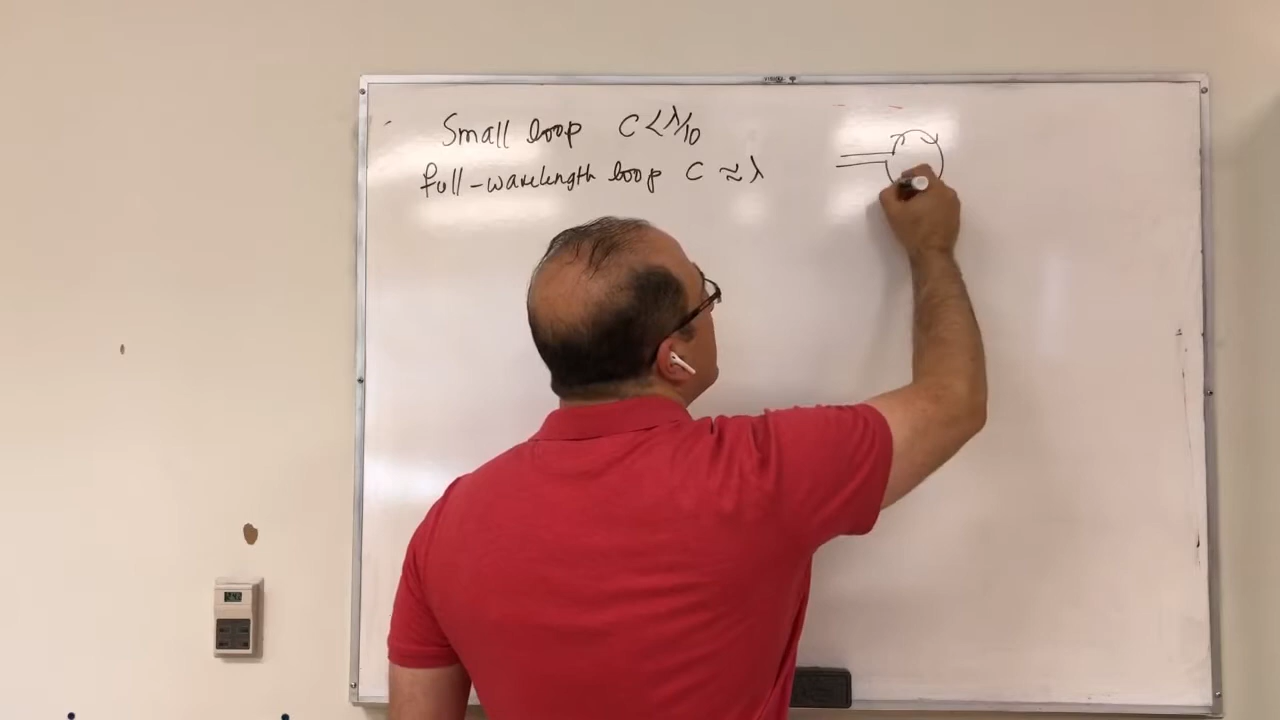 Small loop C < λ/10
full-wavelength loop C ≈ λ